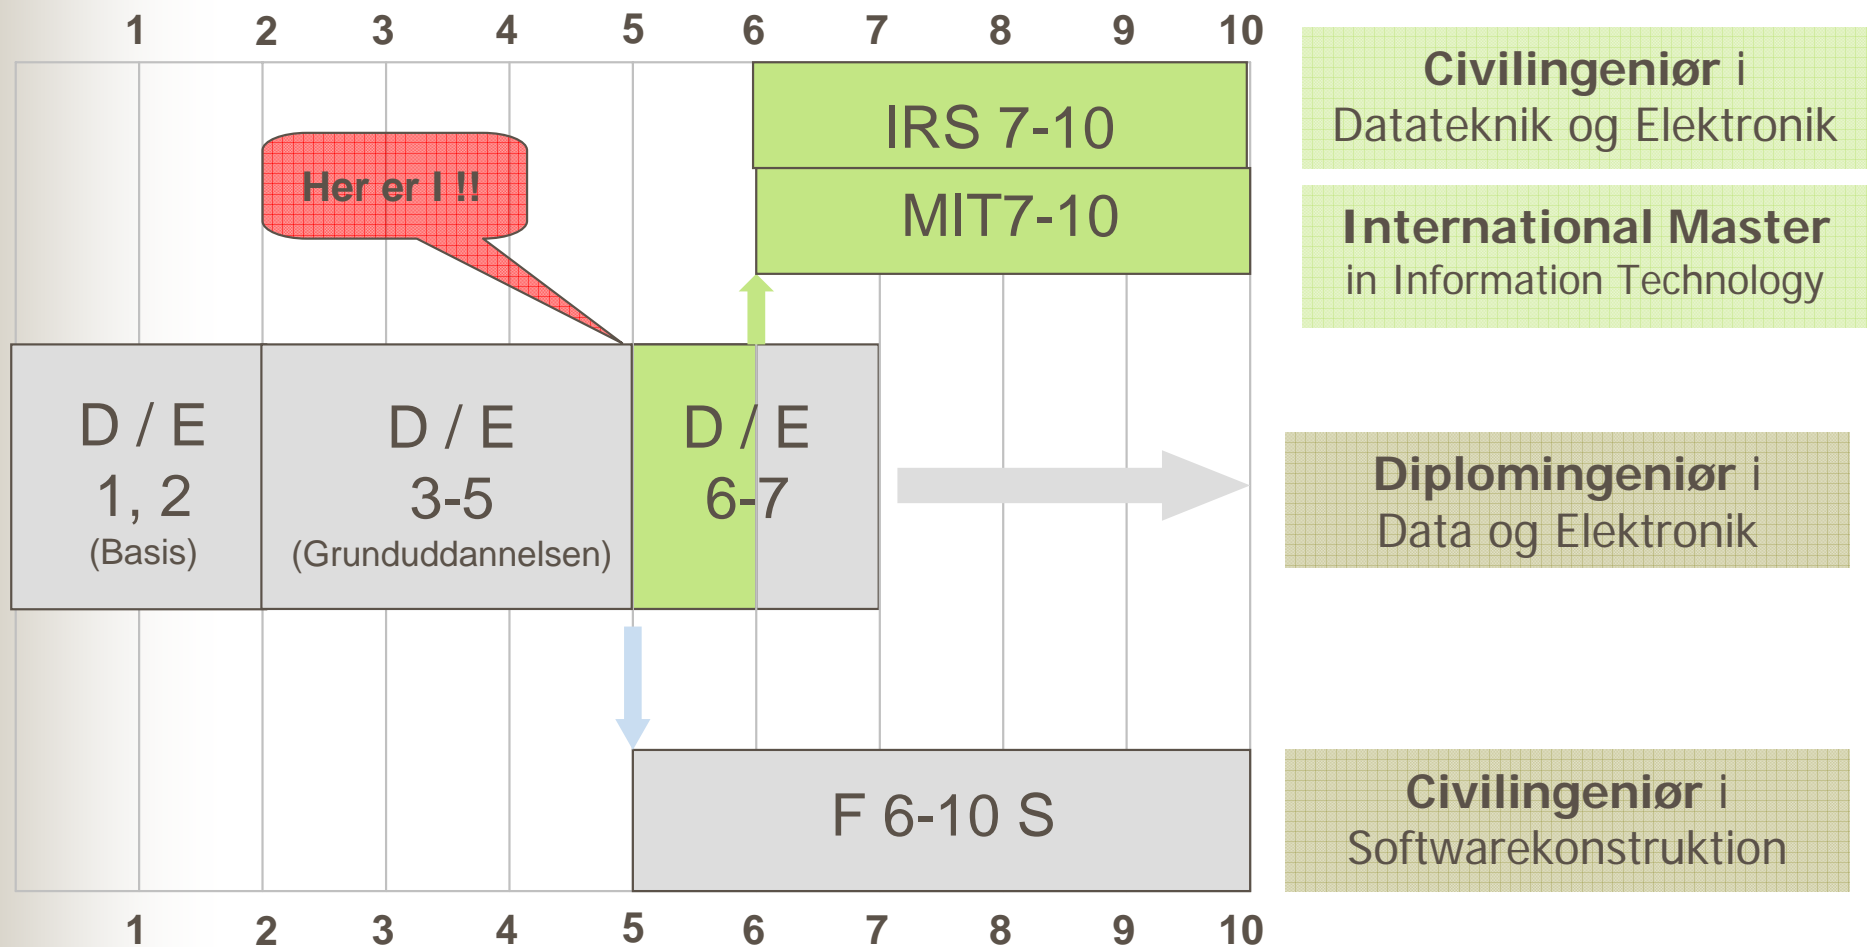 1 2 3 4 5 6 7 8 9 10
Civilingeniør i
Datateknik og Elektronik
IRS 7-10
Her er I !!
MIT7-10
International Master
in Information Technology
D / E
1, 2
(Basis)
D / E
3-5
(Grunduddannelsen)
D / E
6-7
Diplomingeniør i
Data og Elektronik
F 6-10 S
Civilingeniør i
Softwarekonstruktion
1 2 3 4 5 6 7 8 9 10